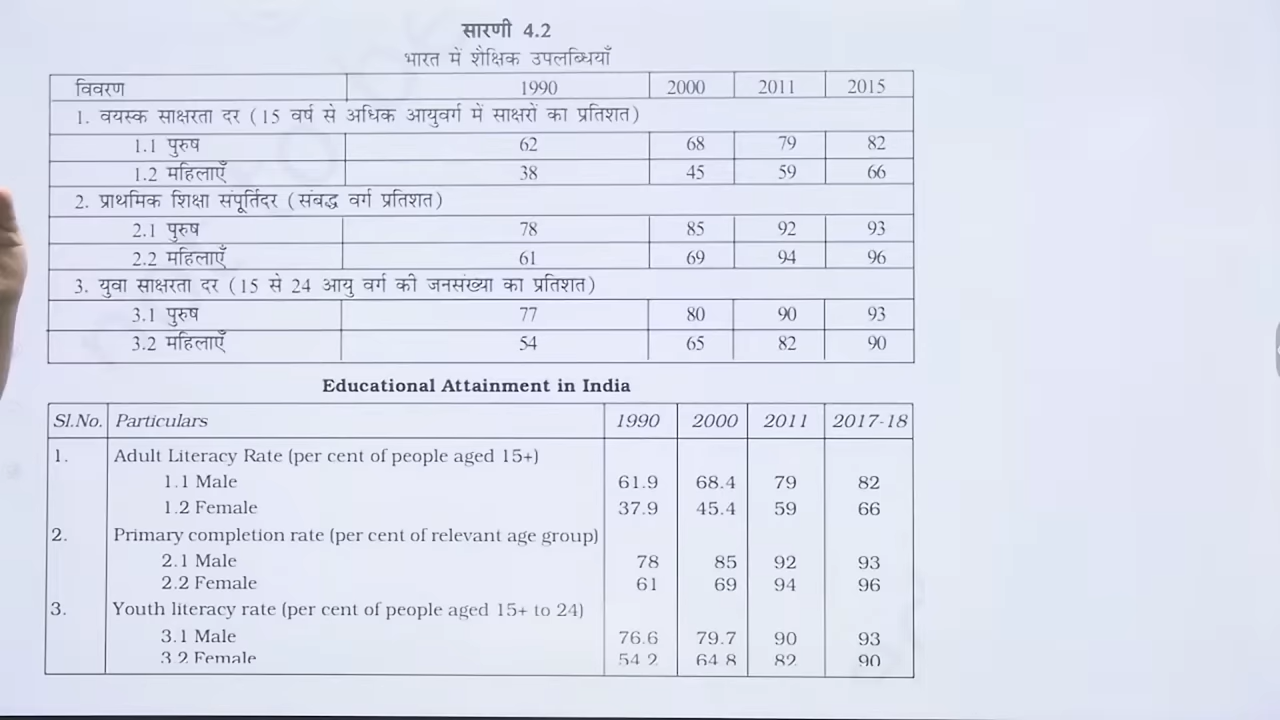 सारणी 4.2
भारत में शैक्षिक उपलब्धियाँ
विवरण 1990 2000 2011 2015
1. वयस्क साक्षरता दर (15 वर्ष से अधिक आयुवर्ग में साक्षरों का प्रतिशत)
1.1 पुरुष 62 68 79 82
1.2 महिलाएँ 38 45 59 66
2. प्राथमिक शिक्षा संपूर्तिदर (संबद्ध वर्ग प्रतिशत)
2.1 पुरुष 78 85 92 93
2.2 महिलाएँ 61 69 94 96
3. युवा साक्षरता दर (15 से 24 आयु वर्ग की जनसंख्या का प्रतिशत)
3.1 पुरुष 77 80 90 93
3.2 महिलाएँ 54 65 82 90
Educational Attainment in India
Sl.No. Particulars 1990 2000 2011 2017-18
1. Adult Literacy Rate (per cent of people aged 15+)
1.1 Male 61.9 68.4 79 82
1.2 Female 37.9 45.4 59 66
2. Primary completion rate (per cent of relevant age group)
2.1 Male 78 85 92 93
2.2 Female 61 69 94 96
3. Youth literacy rate (per cent of people aged 15+ to 24)
3.1 Male 76.6 79.7 90 93
3.2 Female 54.2 64.8 82 90